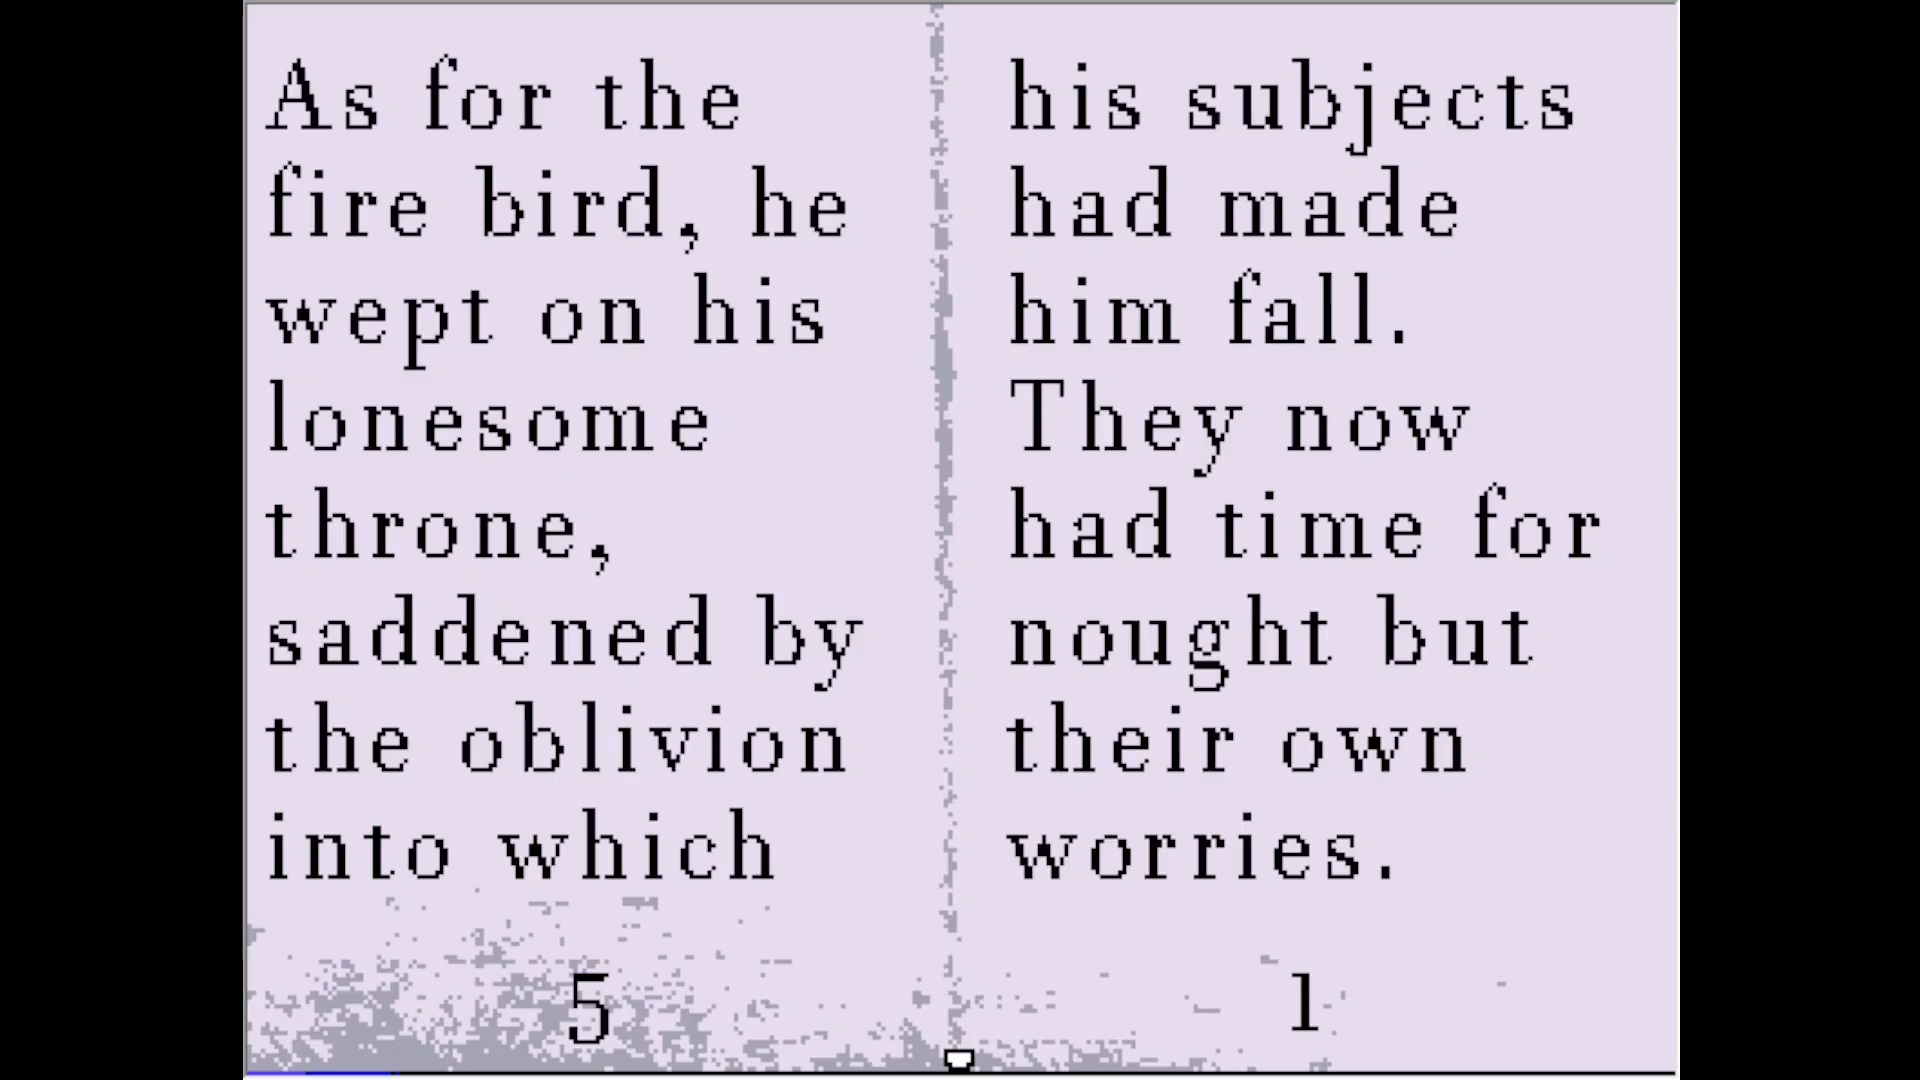 As for the
fire bird, he
wept on his
lonesome
throne,
saddened by
the oblivion
into which
5
his subjects
had made
him fall.
They now
had time for
nought but
their own
worries.
1